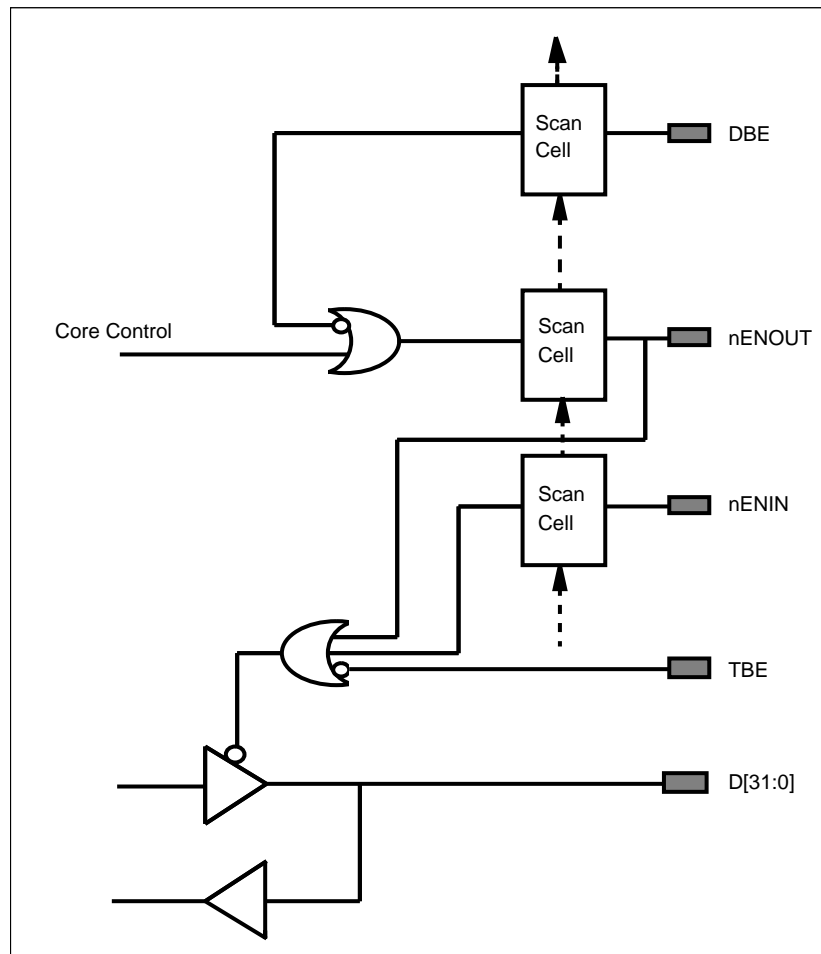 Scan
Cell
DBE
Core Control
Scan
Cell
nENOUT
Scan
Cell
nENIN
TBE
D[31:0]